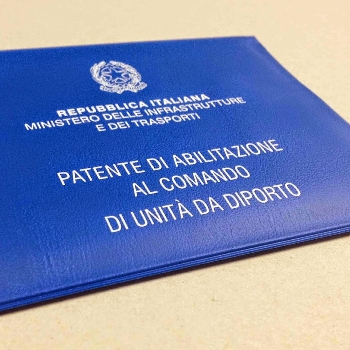 REPUBBLICA ITALIANA
MINISTERO DELLE INFRASTRUTTURE
E DEI TRASPORTI
PATENTE DI ABILITAZIONE
AL COMANDO
DI UNITÀ DA DIPORTO